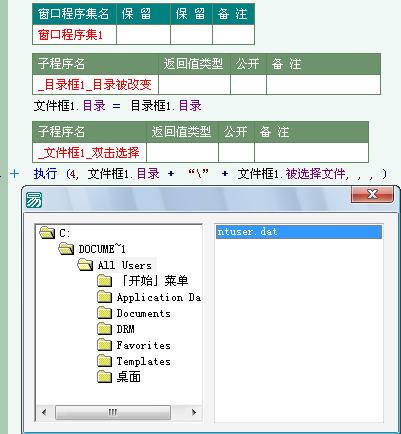 窗口程序集名 保 留 保 留 备 注
窗口程序集1
子程序名 返回值类型 公开 备 注
_目录框1_目录被改变
文件框1.目录 = 目录框1.目录
子程序名 返回值类型 公开 备 注
_文件框1_双击选择
+ 执行 (4, 文件框1.目录 + “\” + 文件框1.被选择文件, , , )
易
C:
DOCUME~1
All Users
「开始」菜单
Application Da
Documents
DRM
Favorites
Templates
桌面
ntuser.dat